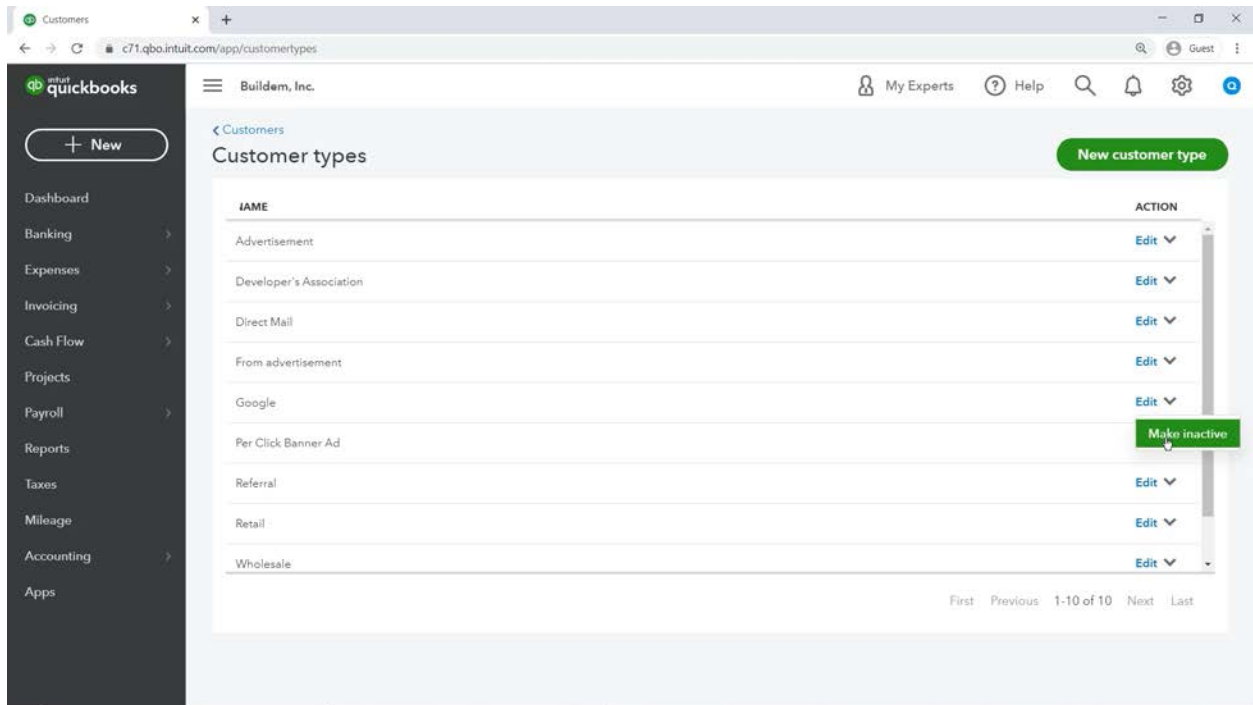 Customers
c71.qbo.intuit.com/app/customertypes
Guest
qb intuit quickbooks
Buildem, Inc.
My Experts
? Help
+ New
< Customers
Customer types
New customer type
Dashboard
Banking
Expenses
Invoicing
Cash Flow
Projects
Payroll
Reports
Taxes
Mileage
Accounting
Apps
NAME ACTION
Advertisement Edit
Developer's Association Edit
Direct Mail Edit
From advertisement Edit
Google Edit
Make inactive
Per Click Banner Ad
Referral Edit
Retail Edit
Wholesale Edit
First Previous 1-10 of 10 Next Last